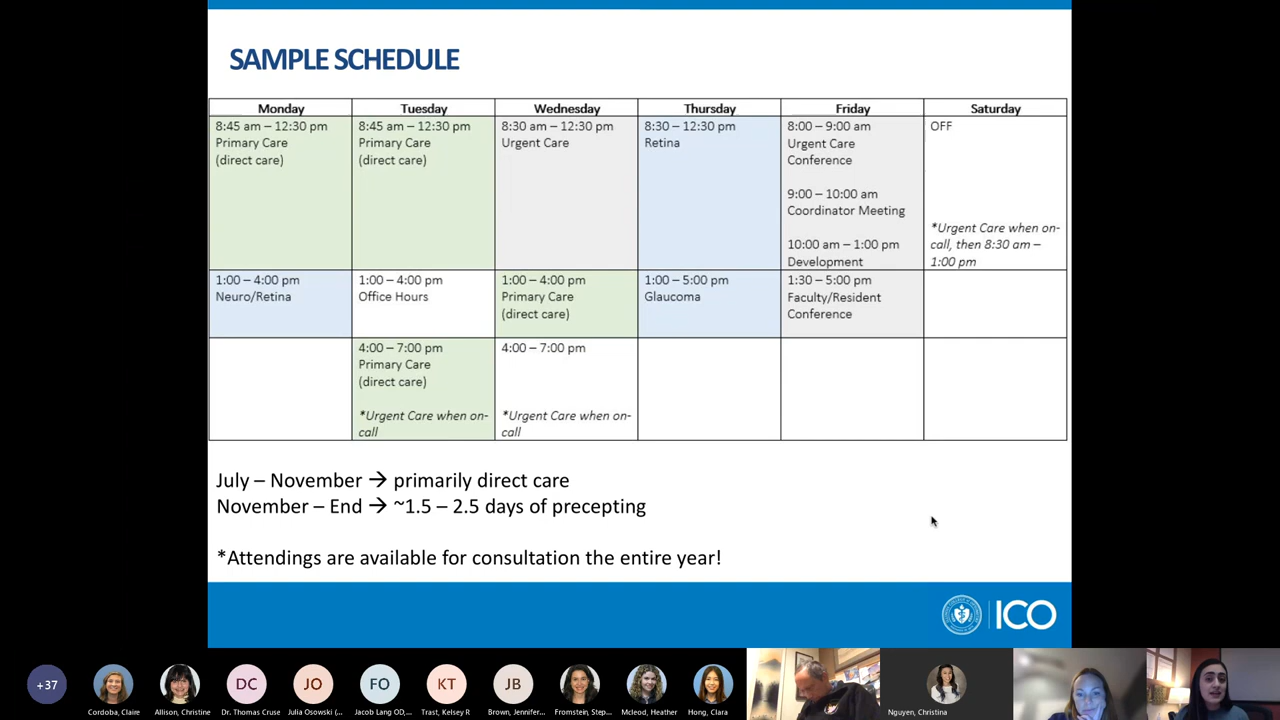 SAMPLE SCHEDULE
Monday Tuesday Wednesday Thursday Friday Saturday
8:45 am – 12:30 pm
Primary Care
(direct care)
8:45 am – 12:30 pm
Primary Care
(direct care)
8:30 am – 12:30 pm
Urgent Care
8:30 – 12:30 pm
Retina
8:00 – 9:00 am
Urgent Care
Conference
9:00 – 10:00 am
Coordinator Meeting
10:00 am – 1:00 pm
Development
OFF
*Urgent Care when on-
call, then 8:30 am –
1:00 pm
1:00 – 4:00 pm
Neuro/Retina
1:00 – 4:00 pm
Office Hours
1:00 – 4:00 pm
Primary Care
(direct care)
1:00 – 5:00 pm
Glaucoma
1:30 – 5:00 pm
Faculty/Resident
Conference
4:00 – 7:00 pm
Primary Care
(direct care)
*Urgent Care when on-
call
4:00 – 7:00 pm
*Urgent Care when on-
call
July – November → primarily direct care
November – End → ~1.5 – 2.5 days of precepting
*Attendings are available for consultation the entire year!
ICO
+37 DC JO FO KT JB
Cordoba, Claire Allison, Christine Dr. Thomas Cruse Julia Osowski (... Jacob Lang OD,... Trast, Kelsey R Brown, Jennifer... Fromstein, Step... Mcleod, Heather Hong, Clara Nguyen, Christina